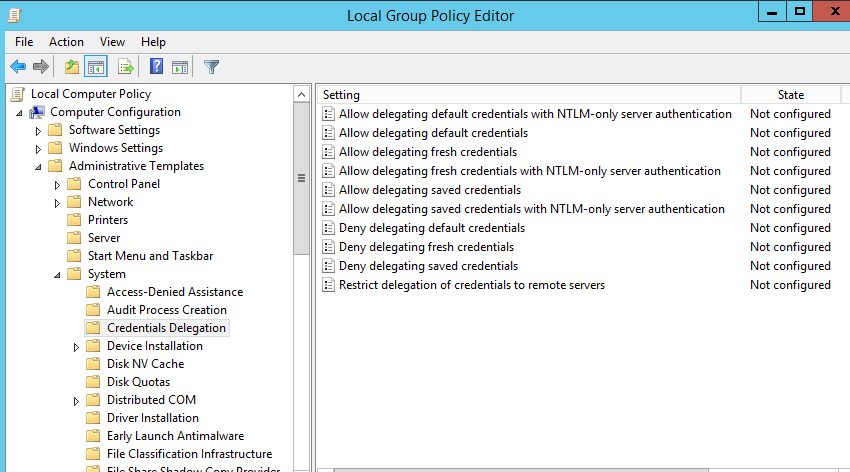 Local Group Policy Editor
File Action View Help
Local Computer Policy
Computer Configuration
Software Settings
Windows Settings
Administrative Templates
Control Panel
Network
Printers
Server
Start Menu and Taskbar
System
Access-Denied Assistance
Audit Process Creation
Credentials Delegation
Device Installation
Disk NV Cache
Disk Quotas
Distributed COM
Driver Installation
Early Launch Antimalware
File Classification Infrastructure
File Share Shadow Copy Provider
Setting State
Allow delegating default credentials with NTLM-only server authentication Not configured
Allow delegating default credentials Not configured
Allow delegating fresh credentials Not configured
Allow delegating fresh credentials with NTLM-only server authentication Not configured
Allow delegating saved credentials Not configured
Allow delegating saved credentials with NTLM-only server authentication Not configured
Deny delegating default credentials Not configured
Deny delegating fresh credentials Not configured
Deny delegating saved credentials Not configured
Restrict delegation of credentials to remote servers Not configured